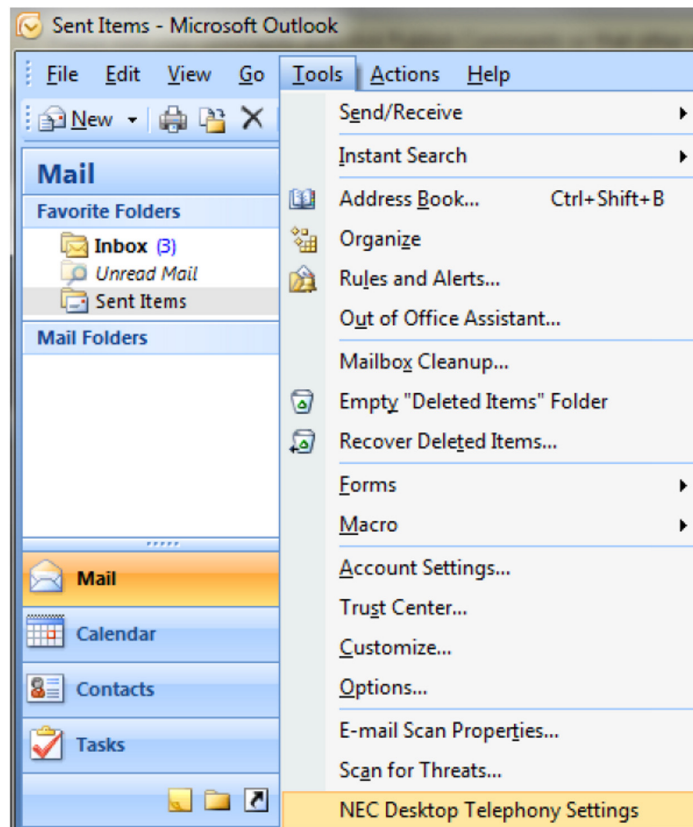 Sent Items - Microsoft Outlook
File Edit View Go Tools Actions Help
New
Mail
Favorite Folders
Inbox (3)
Unread Mail
Sent Items
Mail Folders
Mail
Calendar
Contacts
Tasks
Send/Receive
Instant Search
Address Book... Ctrl+Shift+B
Organize
Rules and Alerts...
Out of Office Assistant...
Mailbox Cleanup...
Empty "Deleted Items" Folder
Recover Deleted Items...
Forms
Macro
Account Settings...
Trust Center...
Customize...
Options...
E-mail Scan Properties...
Scan for Threats...
NEC Desktop Telephony Settings